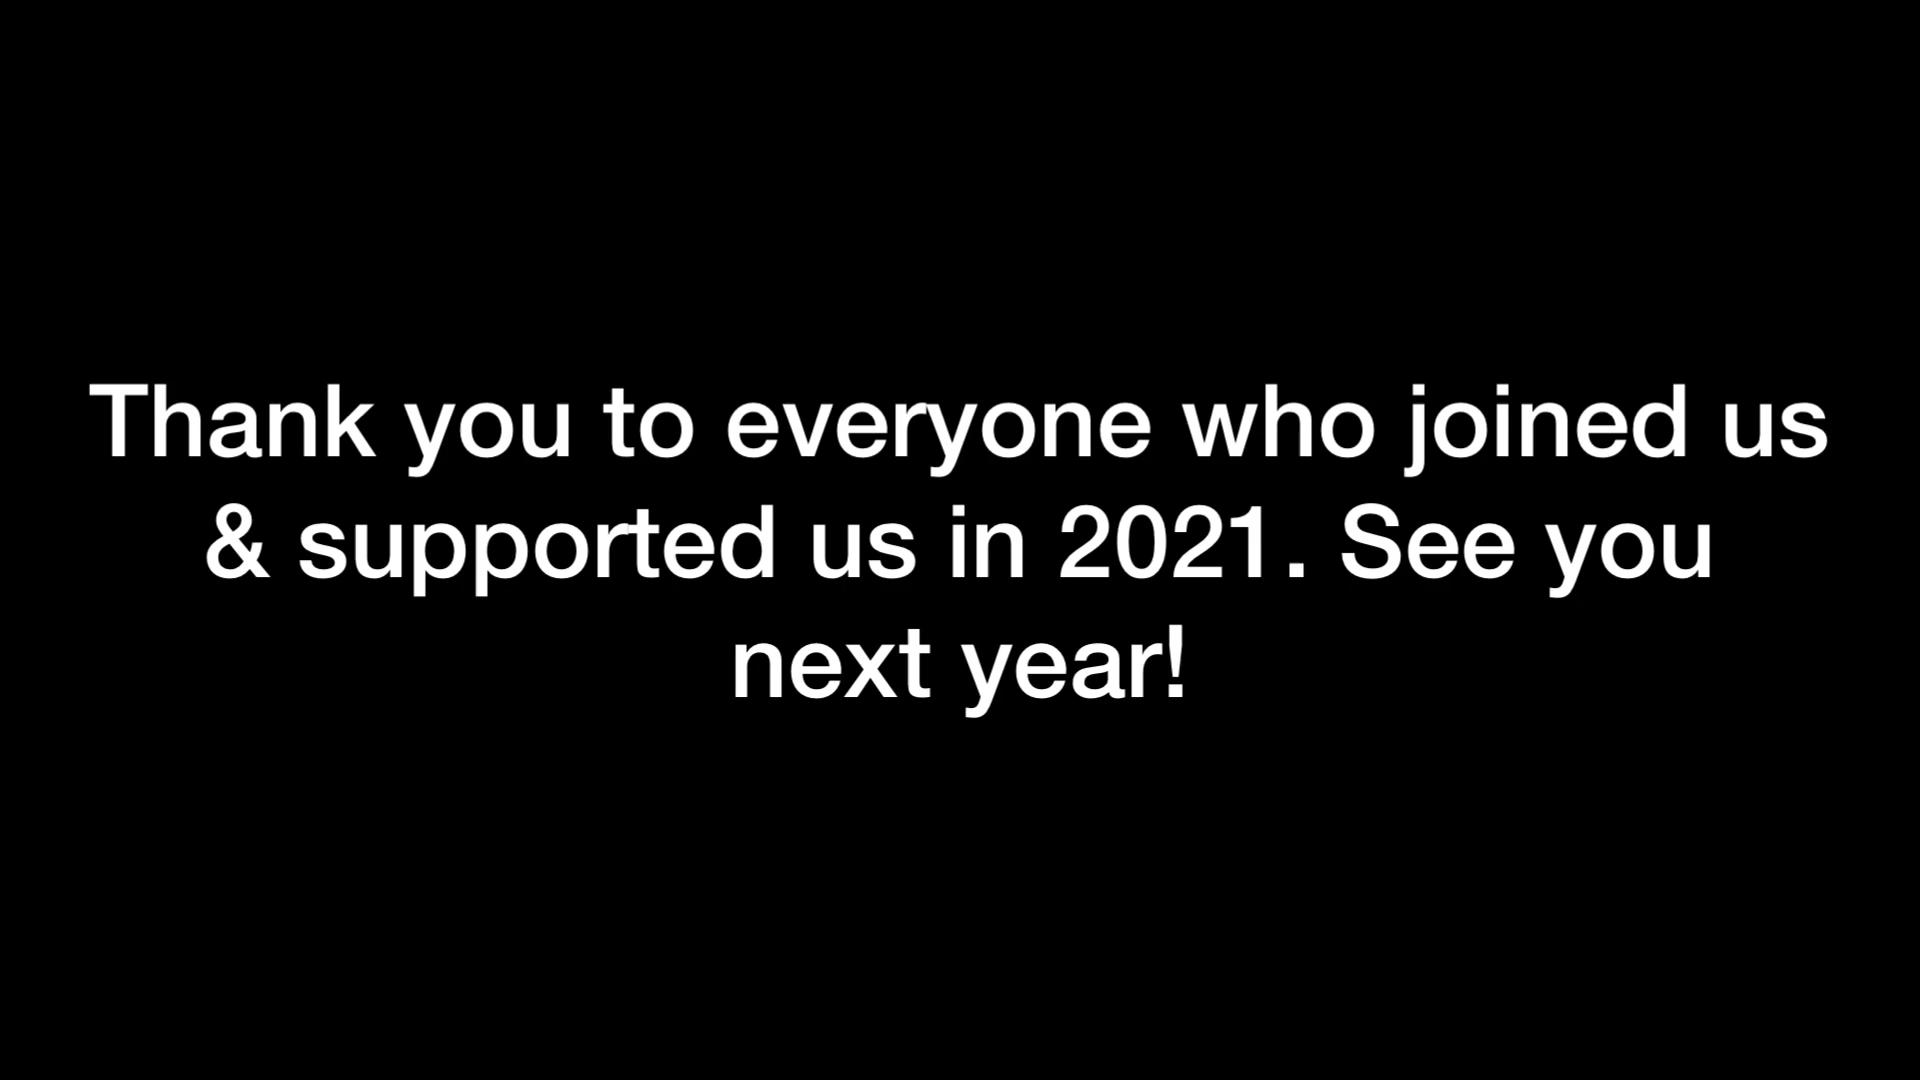 Thank you to everyone who joined us
& supported us in 2021. See you
next year!